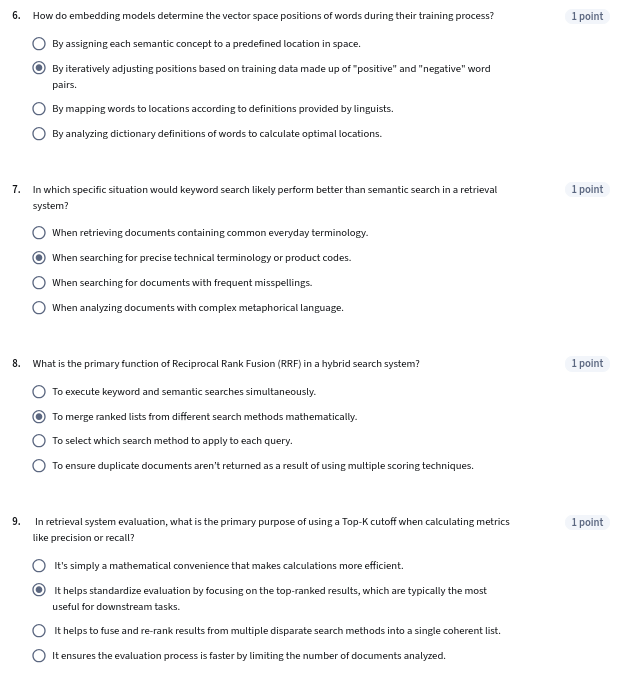 6. How do embedding models determine the vector space positions of words during their training process? 1 point
By assigning each semantic concept to a predefined location in space.
By iteratively adjusting positions based on training data made up of "positive" and "negative" word
pairs.
By mapping words to locations according to definitions provided by linguists.
By analyzing dictionary definitions of words to calculate optimal locations.
7. In which specific situation would keyword search likely perform better than semantic search in a retrieval 1 point
system?
When retrieving documents containing common everyday terminology.
When searching for precise technical terminology or product codes.
When searching for documents with frequent misspellings.
When analyzing documents with complex metaphorical language.
8. What is the primary function of Reciprocal Rank Fusion (RRF) in a hybrid search system? 1 point
To execute keyword and semantic searches simultaneously.
To merge ranked lists from different search methods mathematically.
To select which search method to apply to each query.
To ensure duplicate documents aren't returned as a result of using multiple scoring techniques.
9. In retrieval system evaluation, what is the primary purpose of using a Top-K cutoff when calculating metrics 1 point
like precision or recall?
It's simply a mathematical convenience that makes calculations more efficient.
It helps standardize evaluation by focusing on the top-ranked results, which are typically the most
useful for downstream tasks.
It helps to fuse and re-rank results from multiple disparate search methods into a single coherent list.
It ensures the evaluation process is faster by limiting the number of documents analyzed.